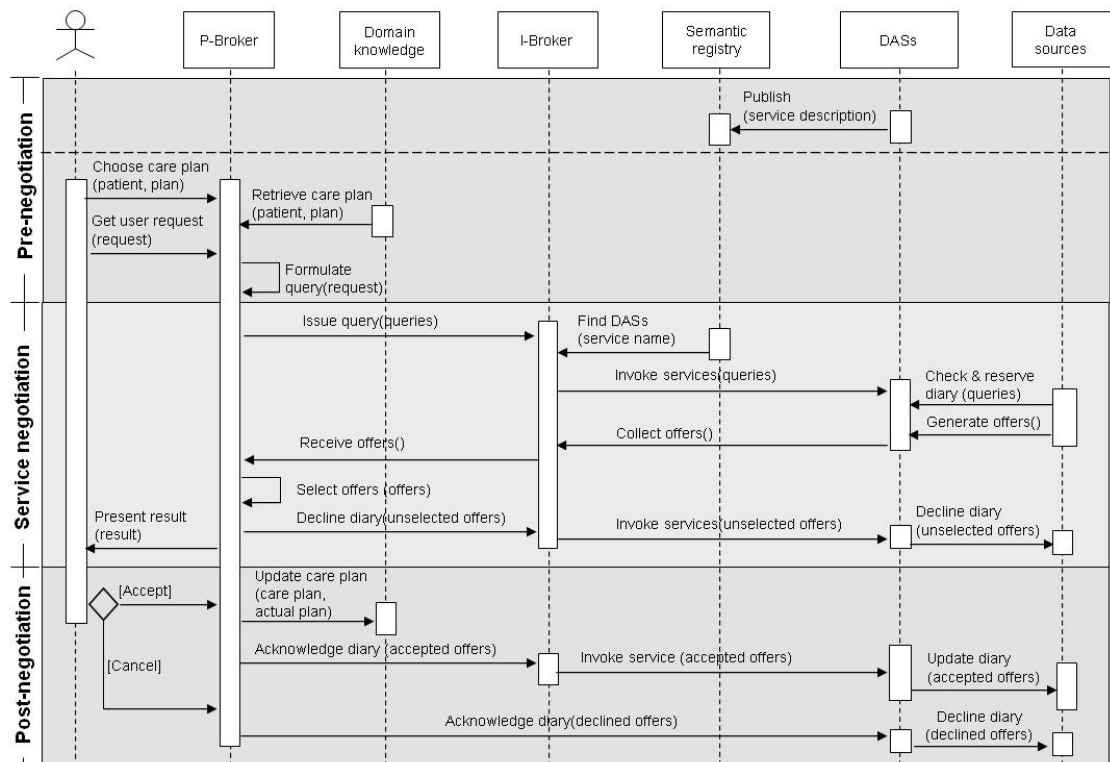 P-Broker
Domain
knowledge
I-Broker
Semantic
registry
DASs
Data
sources
Pre-negotiation
Publish
(service description)
Choose care plan
(patient, plan)
Retrieve care plan
(patient, plan)
Get user request
(request)
Formulate
query(request)
Service negotiation
Issue query(queries)
Find DASs
(service name)
Invoke services(queries)
Check & reserve
diary (queries)
Generate offers()
Collect offers()
Receive offers()
Select offers (offers)
Decline diary(unselected offers)
Invoke services(unselected offers)
Decline diary
(unselected offers)
Present result
(result)
Post-negotiation
[Accept]
Update care plan
(care plan,
actual plan)
[Cancel]
Acknowledge diary (accepted offers)
Invoke service (accepted offers)
Update diary
(accepted offers)
Acknowledge diary(declined offers)
Decline diary
(declined offers)